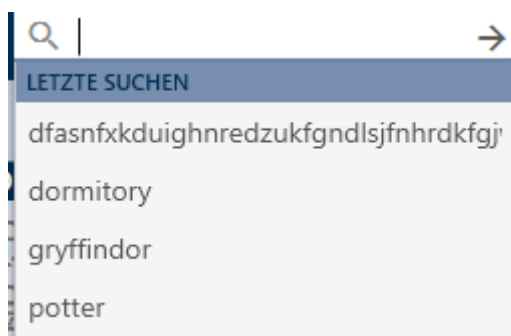 LETZTE SUCHEN
dfasnfxkduighnredzukfgndlsjfnhrdkfgj
dormitory
gryffindor
potter